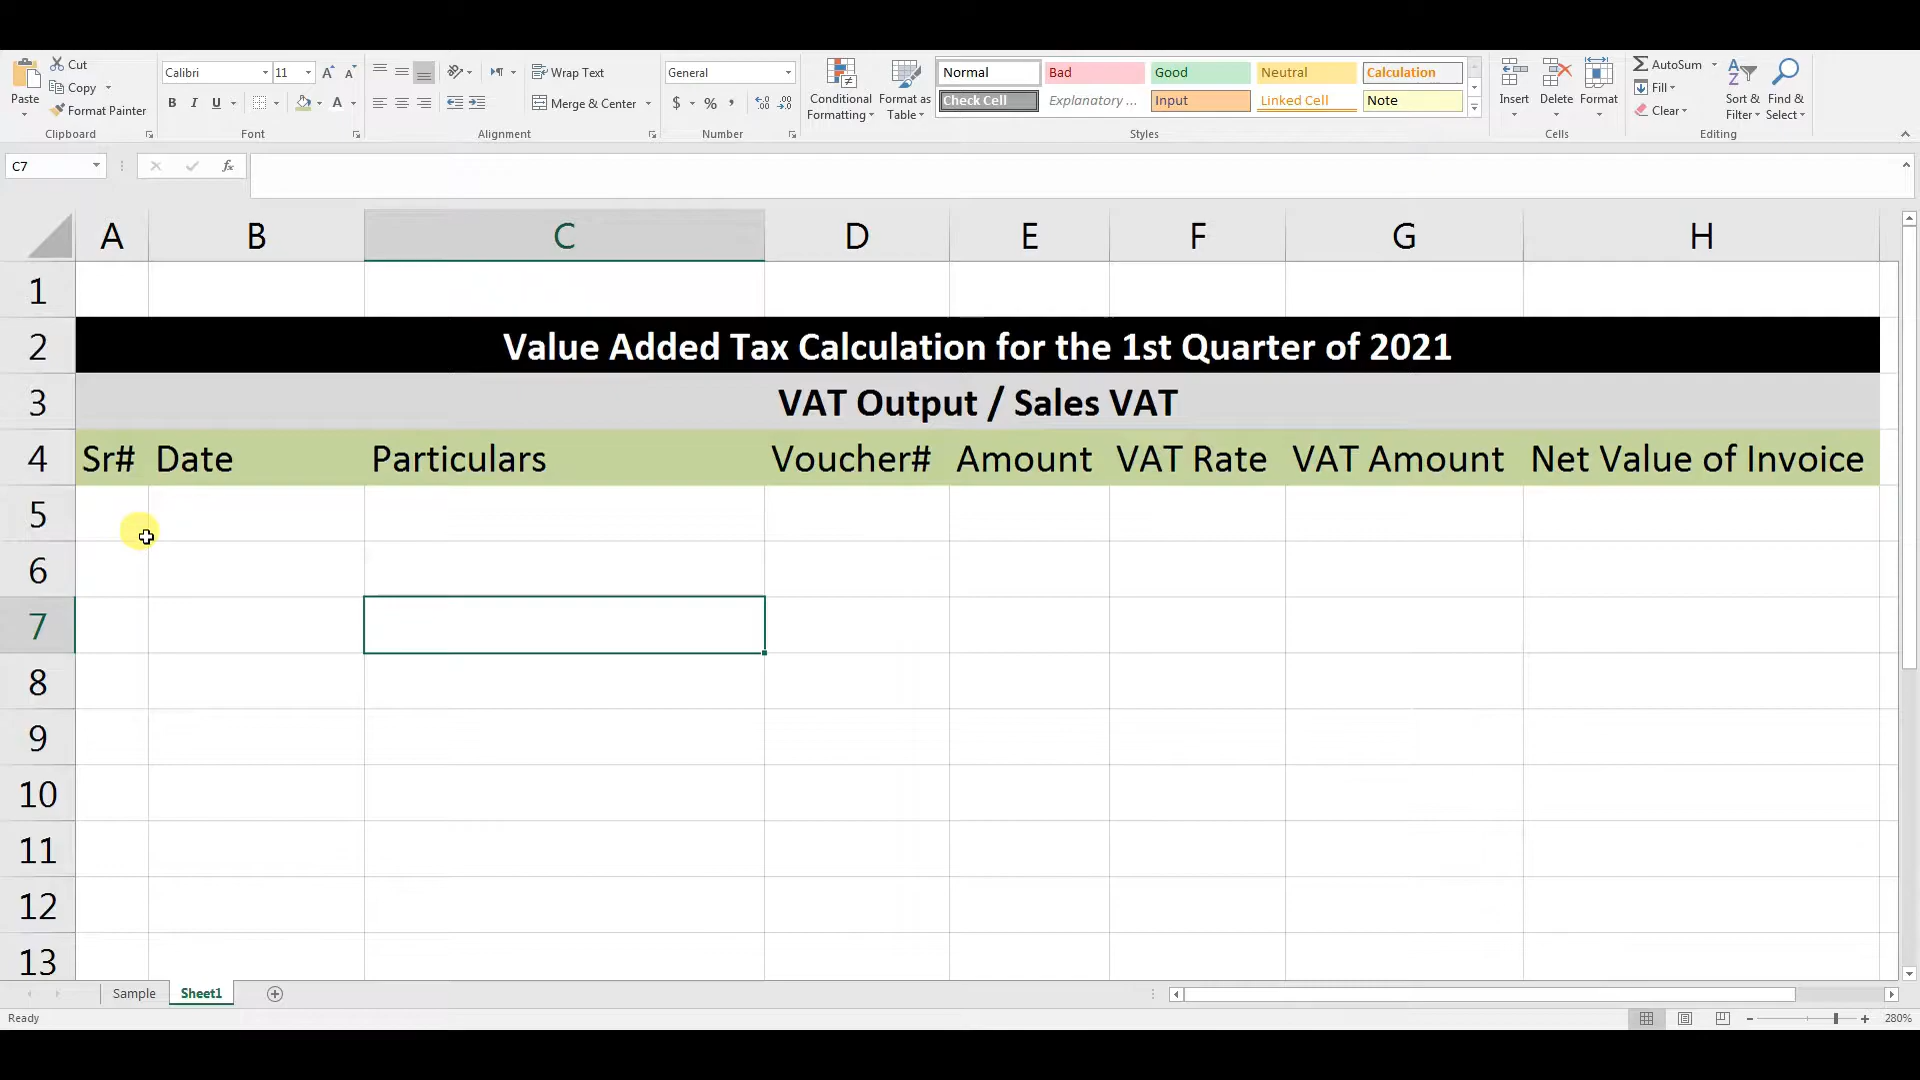 Cut
Copy
Format Painter
Paste
Clipboard
Calibri 11
B I U
Font
Wrap Text
Merge & Center
Alignment
General
$ % ,
Number
Conditional Formatting
Format as Table
Normal Bad Good Neutral Calculation
Check Cell Explanatory ... Input Linked Cell Note
Styles
Insert Delete Format
Cells
AutoSum
Fill
Clear
Sort & Filter
Find & Select
Editing
C7
fx
A B C D E F G H
1
2 Value Added Tax Calculation for the 1st Quarter of 2021
3 VAT Output / Sales VAT
4 Sr# Date Particulars Voucher# Amount VAT Rate VAT Amount Net Value of Invoice
5
6
7
8
9
10
11
12
13
Sample Sheet1
Ready
280%